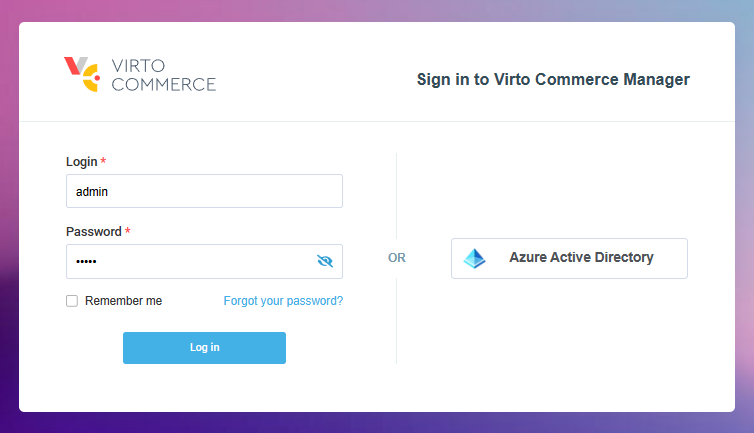 VIRTO
COMMERCE
Sign in to Virto Commerce Manager
Login *
admin
Password *
•••••
Remember me
Forgot your password?
Log in
OR
Azure Active Directory